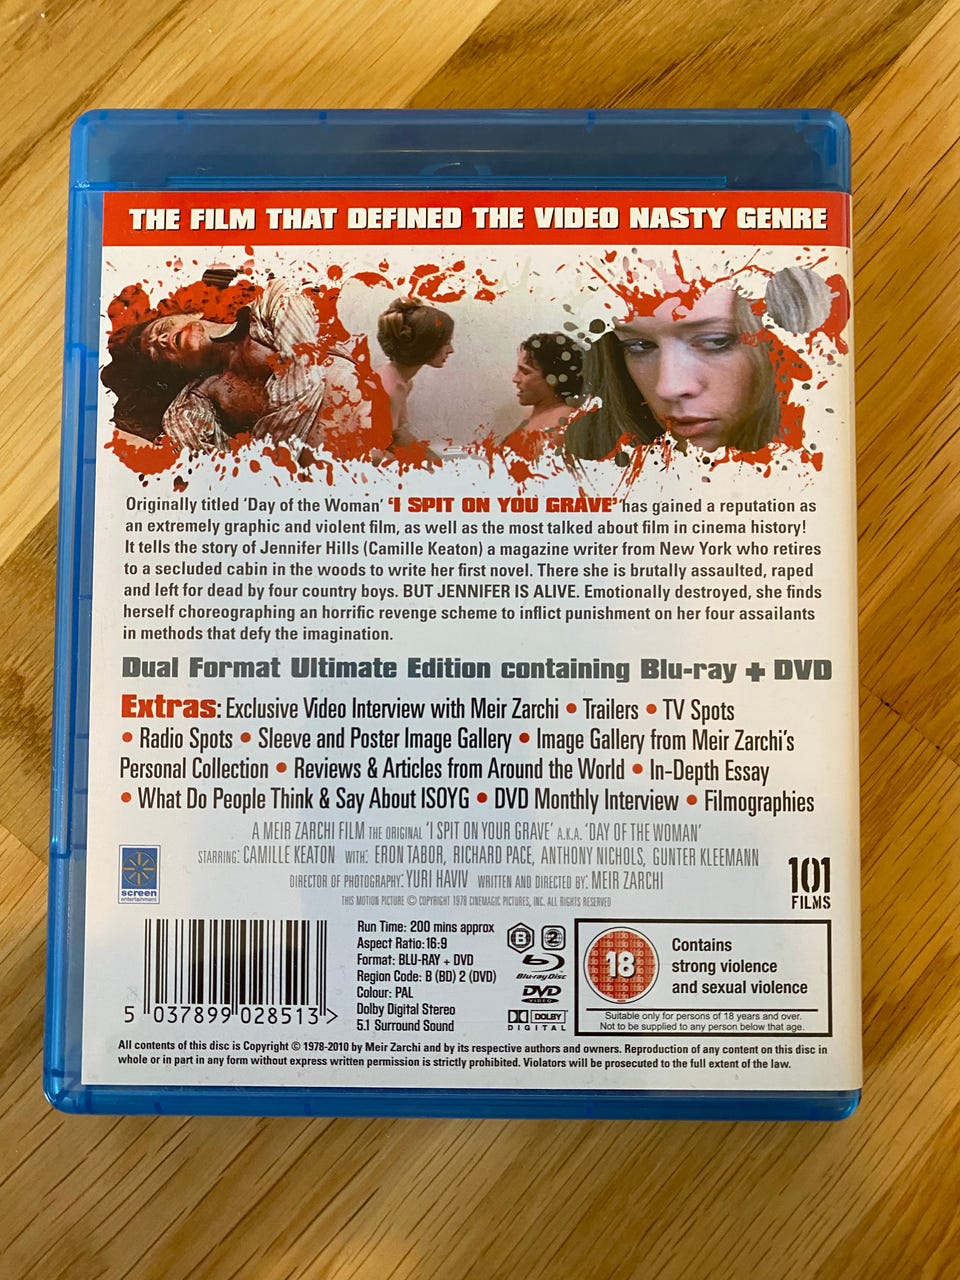 THE FILM THAT DEFINED THE VIDEO NASTY GENRE
Originally titled 'Day of the Woman' 'I SPIT ON YOU GRAVE' has gained a reputation as
an extremely graphic and violent film, as well as the most talked about film in cinema history!
It tells the story of Jennifer Hills (Camille Keaton) a magazine writer from New York who retires
to a secluded cabin in the woods to write her first novel. There she is brutally assaulted, raped
and left for dead by four country boys. BUT JENNIFER IS ALIVE. Emotionally destroyed, she finds
herself choreographing an horrific revenge scheme to inflict punishment on her four assailants
in methods that defy the imagination.
Dual Format Ultimate Edition containing Blu-ray + DVD
Extras: Exclusive Video Interview with Meir Zarchi • Trailers • TV Spots
• Radio Spots • Sleeve and Poster Image Gallery • Image Gallery from Meir Zarchi's
Personal Collection • Reviews & Articles from Around the World • In-Depth Essay
• What Do People Think & Say About ISOYG • DVD Monthly Interview • Filmographies
A MEIR ZARCHI FILM THE ORIGINAL 'I SPIT ON YOUR GRAVE' A.K.A. 'DAY OF THE WOMAN'
STARRING: CAMILLE KEATON WITH: ERON TABOR, RICHARD PACE, ANTHONY NICHOLS, GUNTER KLEEMANN
DIRECTOR OF PHOTOGRAPHY: YURI HAVIV WRITTEN AND DIRECTED BY: MEIR ZARCHI
THIS MOTION PICTURE © COPYRIGHT 1978 CINEMAGIC PICTURES, INC. ALL RIGHTS RESERVED
screen
entertainment
101
FILMS
5 037899 028513 >
Run Time: 200 mins approx
Aspect Ratio: 16:9
Format: BLU-RAY + DVD
Region Code: B (BD) 2 (DVD)
Colour: PAL
Dolby Digital Stereo
5.1 Surround Sound
B 2
Blu-ray Disc
DVD
VIDEO
DOLBY
DIGITAL
18
Contains
strong violence
and sexual violence
Suitable only for persons of 18 years and over.
Not to be supplied to any person below that age.
All contents of this disc is Copyright © 1978-2010 by Meir Zarchi and by its respective authors and owners. Reproduction of any content on this disc in
whole or in part in any form without express written permission is strictly prohibited. Violators will be prosecuted to the full extent of the law.